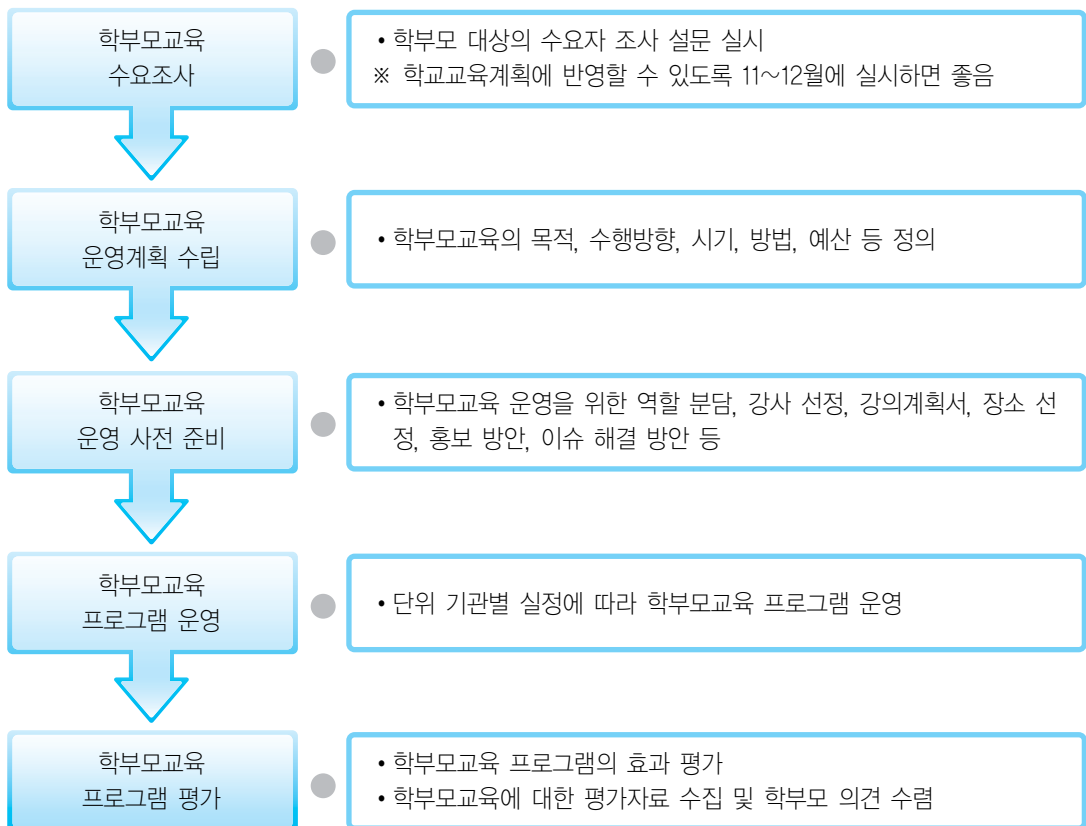 학부모교육
수요조사
• 학부모 대상의 수요자 조사 설문 실시
※ 학교교육계획에 반영할 수 있도록 11~12월에 실시하면 좋음
학부모교육
운영계획 수립
• 학부모교육의 목적, 수행방향, 시기, 방법, 예산 등 정의
학부모교육
운영 사전 준비
• 학부모교육 운영을 위한 역할 분담, 강사 선정, 강의계획서, 장소 선
정, 홍보 방안, 이슈 해결 방안 등
학부모교육
프로그램 운영
• 단위 기관별 실정에 따라 학부모교육 프로그램 운영
학부모교육
프로그램 평가
• 학부모교육 프로그램의 효과 평가
• 학부모교육에 대한 평가자료 수집 및 학부모 의견 수렴